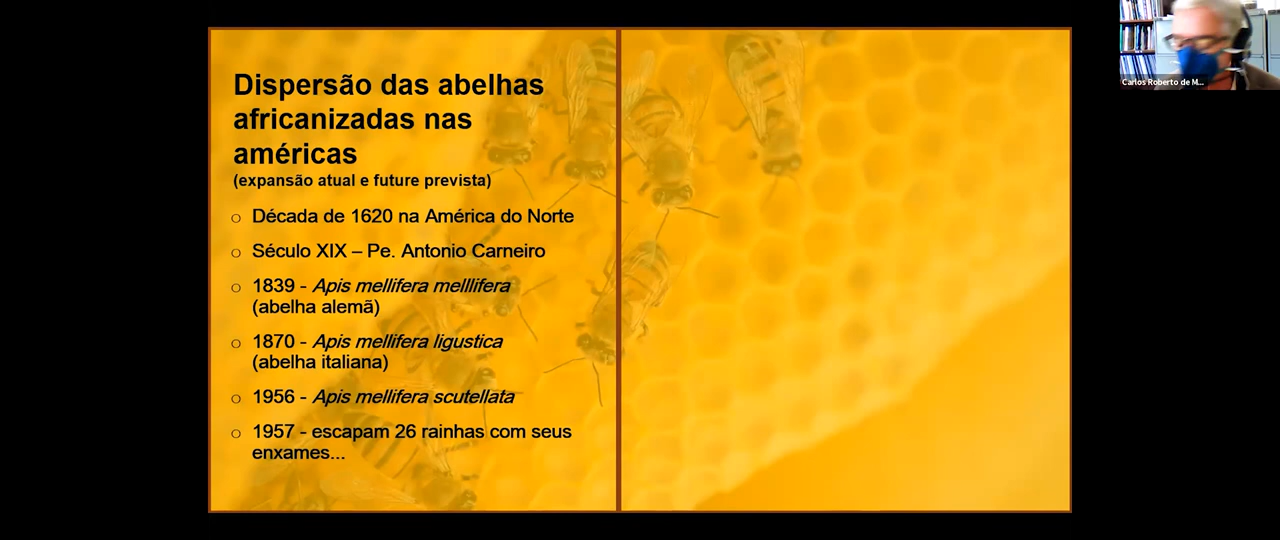 Dispersão das abelhas
africanizadas nas
américas
(expansão atual e future prevista)
○ Década de 1620 na América do Norte
○ Século XIX – Pe. Antonio Carneiro
○ 1839 - Apis mellifera melllifera
(abelha alemã)
○ 1870 - Apis mellifera ligustica
(abelha italiana)
○ 1956 - Apis mellifera scutellata
○ 1957 - escapam 26 rainhas com seus
enxames...
Carlos Roberto de M...